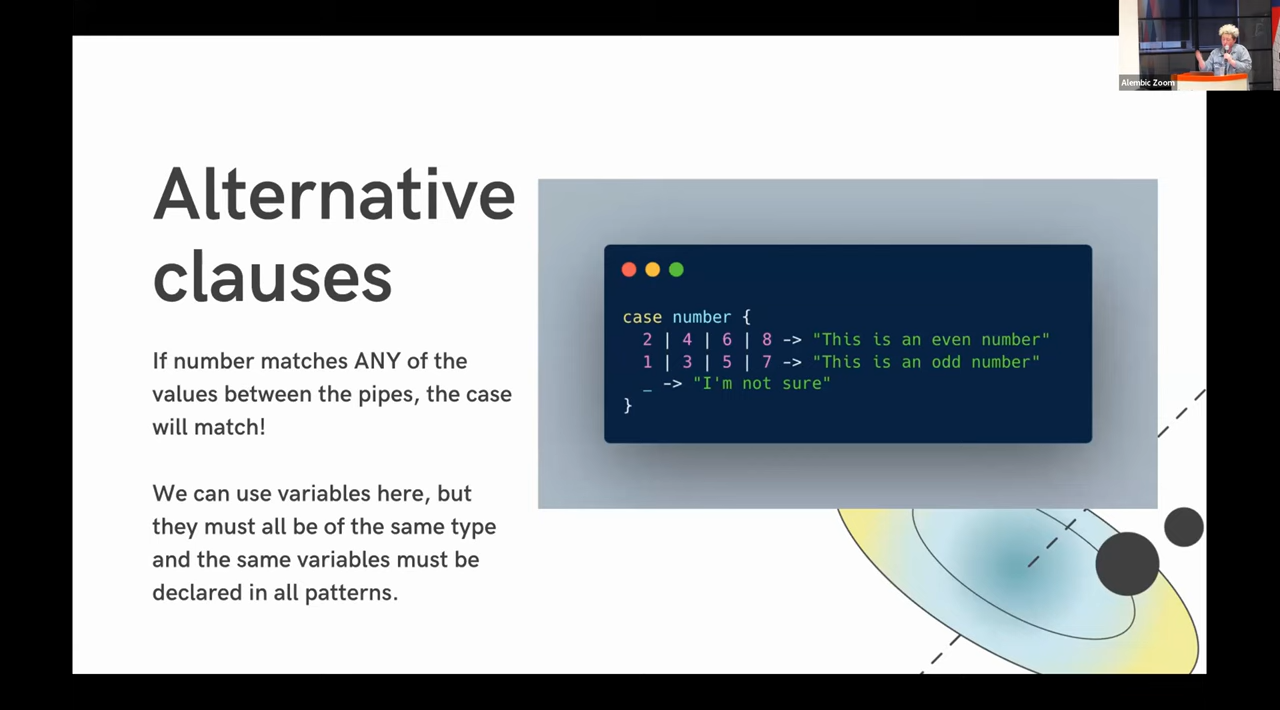 Alembic Zoom
Alternative
clauses
If number matches ANY of the
values between the pipes, the case
will match!
We can use variables here, but
they must all be of the same type
and the same variables must be
declared in all patterns.
case number {
  2 | 4 | 6 | 8 -> "This is an even number"
  1 | 3 | 5 | 7 -> "This is an odd number"
  _ -> "I'm not sure"
}